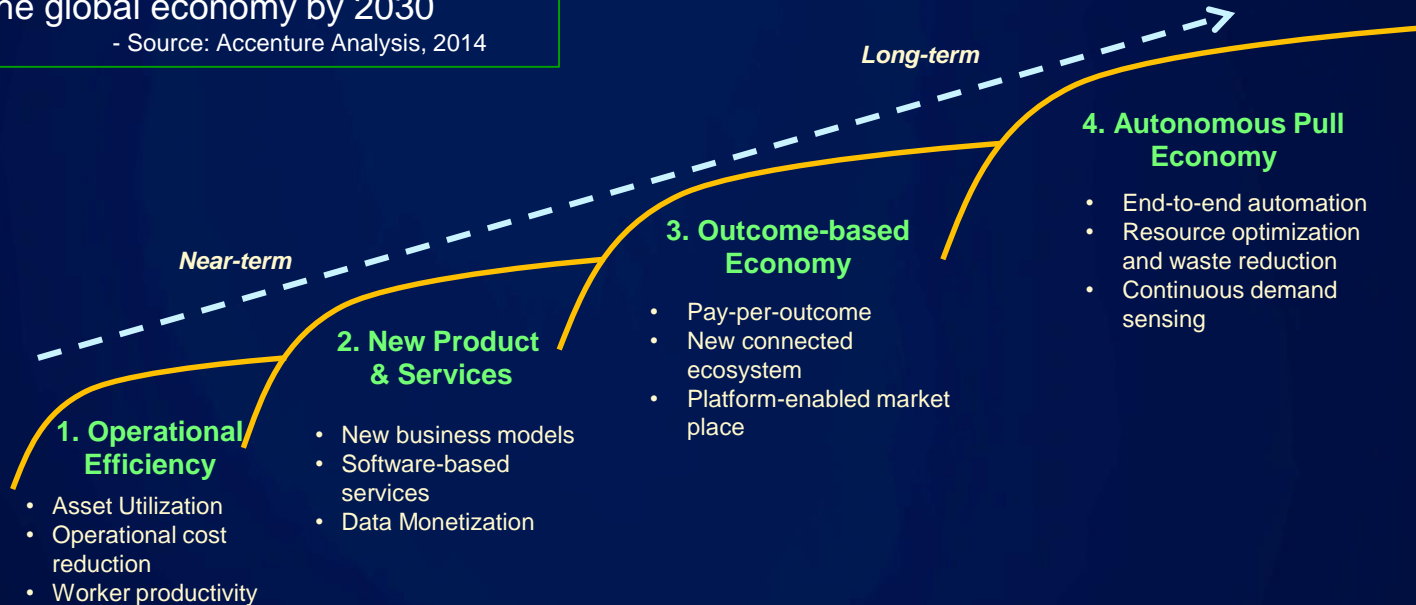 the global economy by 2030
- Source: Accenture Analysis, 2014
Long-term
Near-term
1. Operational
Efficiency
• Asset Utilization
• Operational cost
reduction
• Worker productivity
2. New Product
& Services
• New business models
• Software-based
services
• Data Monetization
3. Outcome-based
Economy
• Pay-per-outcome
• New connected
ecosystem
• Platform-enabled market
place
4. Autonomous Pull
Economy
• End-to-end automation
• Resource optimization
and waste reduction
• Continuous demand
sensing